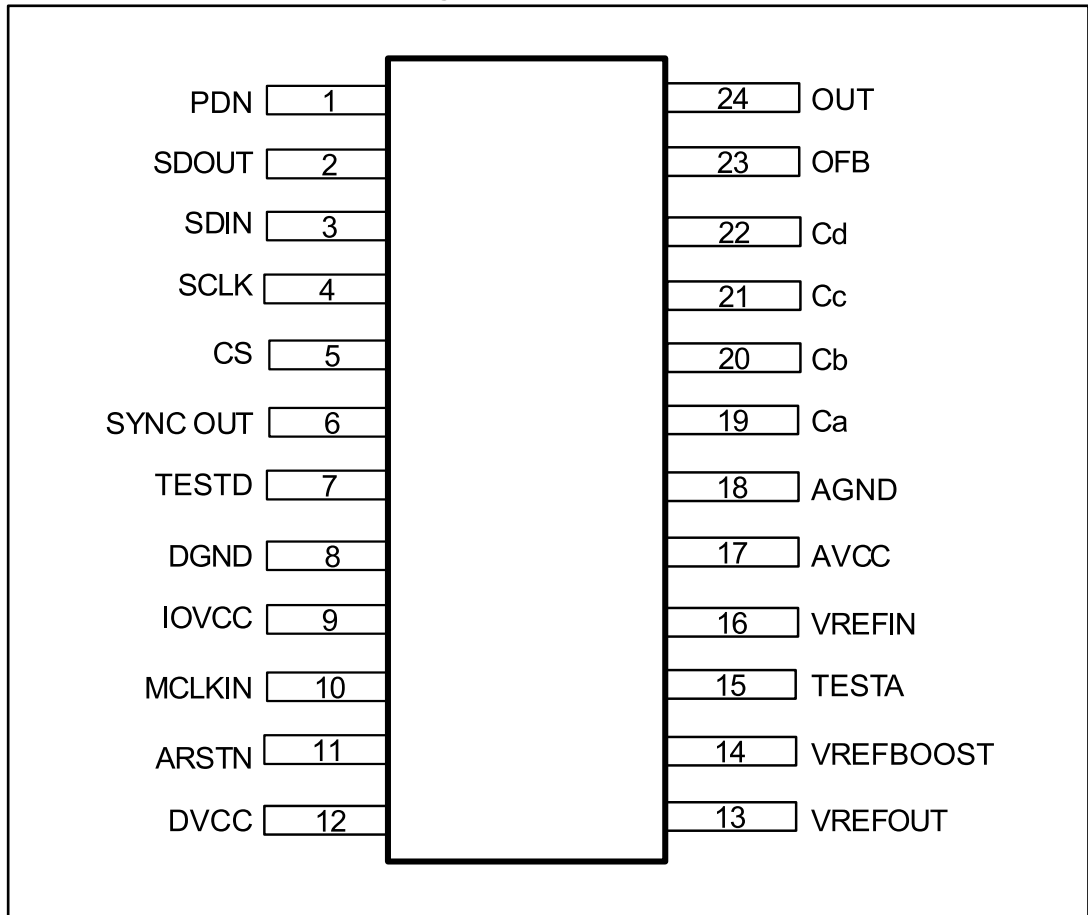 PDN 1
SDOUT 2
SDIN 3
SCLK 4
CS 5
SYNC OUT 6
TESTD 7
DGND 8
IOVCC 9
MCLKIN 10
ARSTN 11
DVCC 12
24 OUT
23 OFB
22 Cd
21 Cc
20 Cb
19 Ca
18 AGND
17 AVCC
16 VREFIN
15 TESTA
14 VREFBOOST
13 VREFOUT